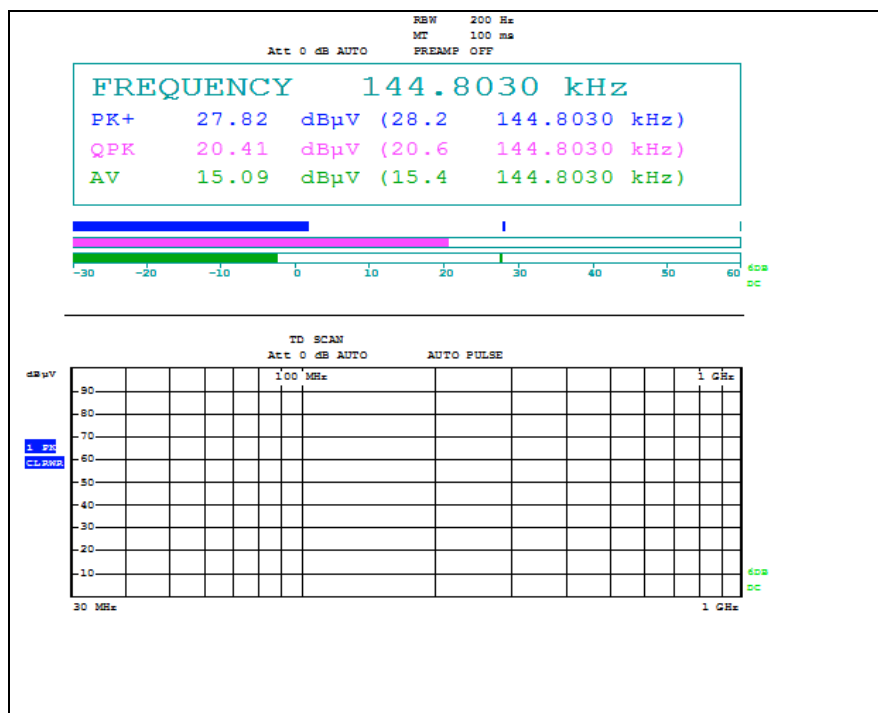 RBW 200 Hz
MT 100 ms
Att 0 dB AUTO PREAMP OFF
FREQUENCY 144.8030 kHz
PK+ 27.82 dBµV (28.2 144.8030 kHz)
QPK 20.41 dBµV (20.6 144.8030 kHz)
AV 15.09 dBµV (15.4 144.8030 kHz)
-30 -20 -10 0 10 20 30 40 50 60
6DB
DC
TD SCAN
Att 0 dB AUTO AUTO PULSE
dBµV
100 MHz 1 GHz
90
80
70
1 PK
60
CLRWR
50
40
30
20
10
6DB
DC
30 MHz 1 GHz